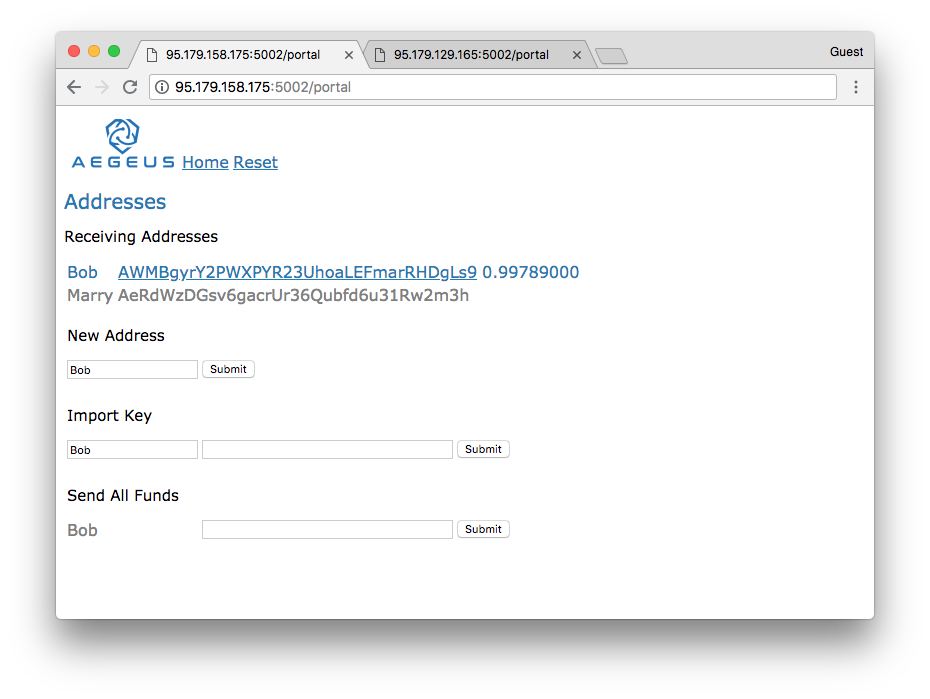 95.179.158.175:5002/portal 95.179.129.165:5002/portal Guest
95.179.158.175:5002/portal
AEGEUS Home Reset
Addresses
Receiving Addresses
Bob AWMBgyrY2PWXPYR23UhoaLEFmarRHDgLs9 0.99789000
Marry AeRdWzDGsv6gacrUr36Qubfd6u31Rw2m3h
New Address
Bob Submit
Import Key
Bob Submit
Send All Funds
Bob Submit